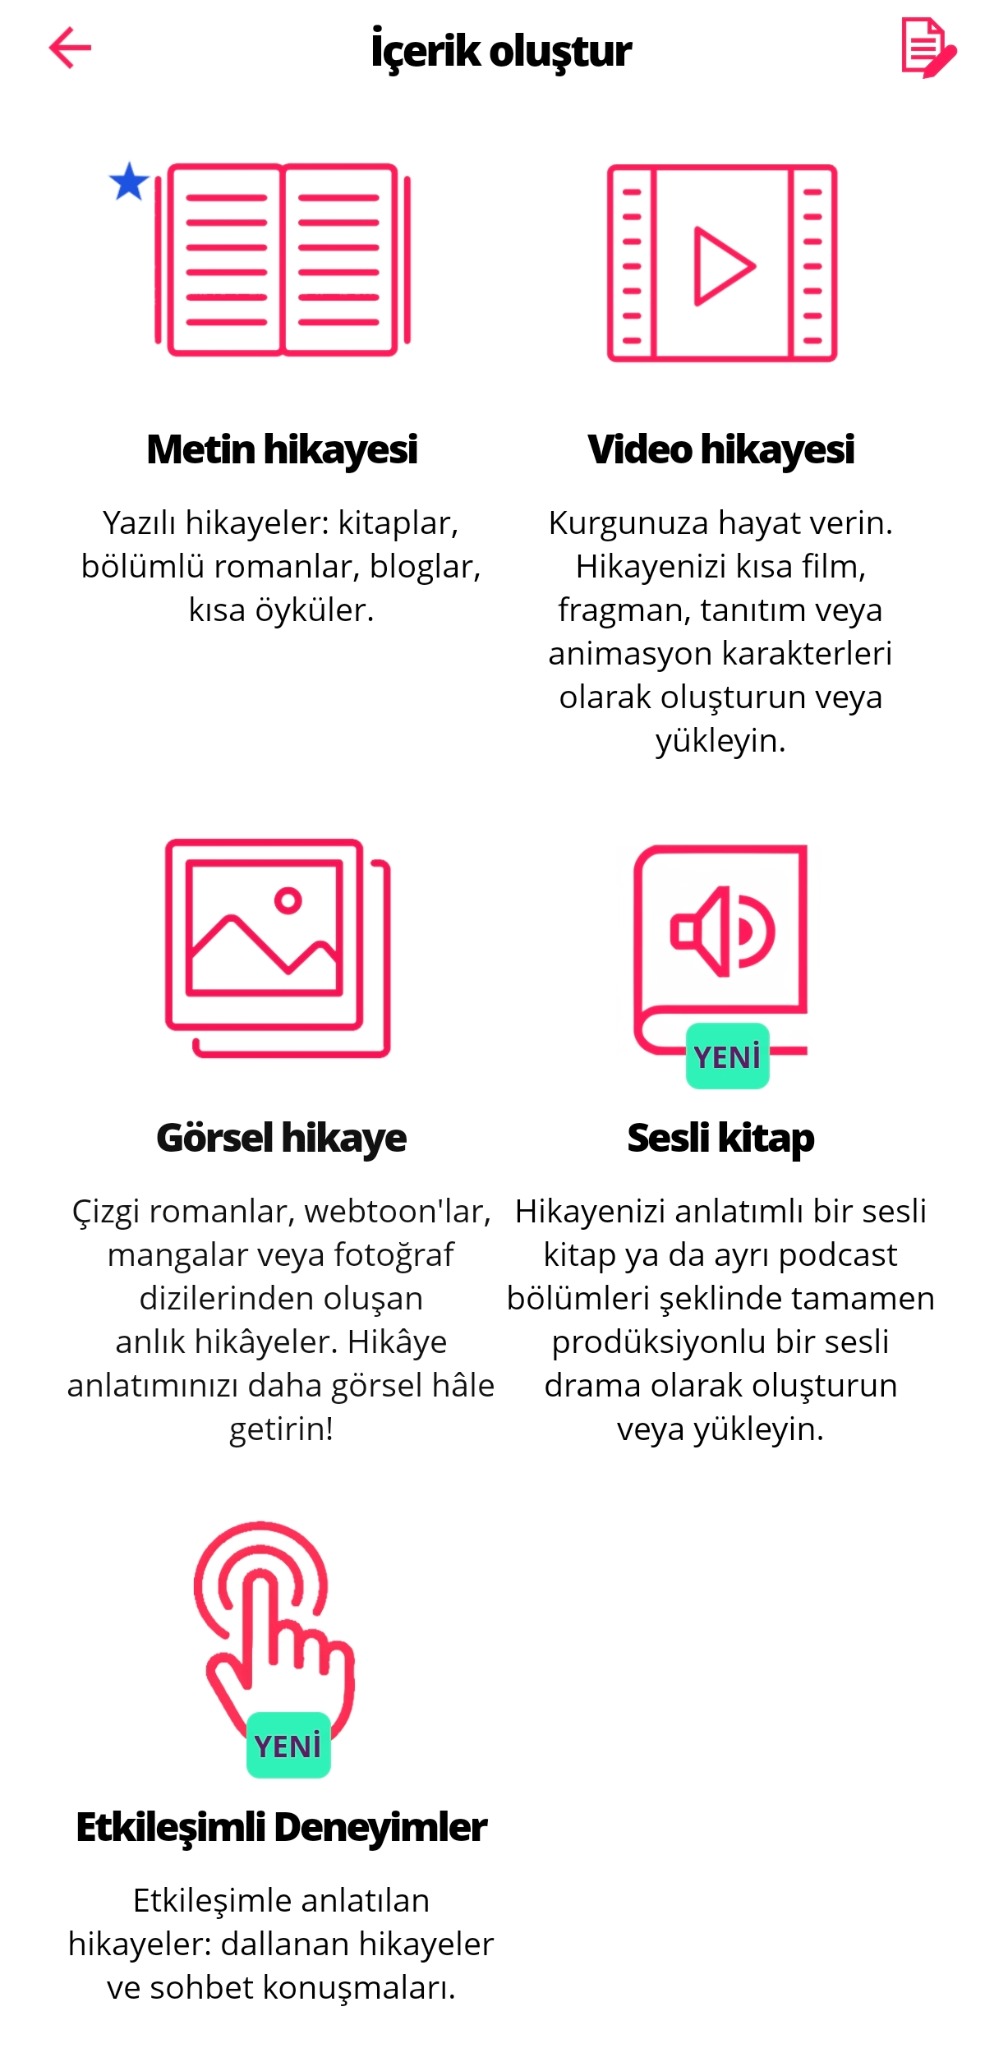 İçerik oluştur
Metin hikayesi
Yazılı hikayeler: kitaplar,
bölümlü romanlar, bloglar,
kısa öyküler.
Video hikayesi
Kurgunuza hayat verin.
Hikayenizi kısa film,
fragman, tanıtım veya
animasyon karakterleri
olarak oluşturun veya
yükleyin.
Görsel hikaye
Çizgi romanlar, webtoon'lar,
mangalar veya fotoğraf
dizilerinden oluşan
anlık hikâyeler. Hikâye
anlatımınızı daha görsel hâle
getirin!
YENİ
Sesli kitap
Hikayenizi anlatımlı bir sesli
kitap ya da ayrı podcast
bölümleri şeklinde tamamen
prodüksiyonlu bir sesli
drama olarak oluşturun
veya yükleyin.
YENİ
Etkileşimli Deneyimler
Etkileşimle anlatılan
hikayeler: dallanan hikayeler
ve sohbet konuşmaları.